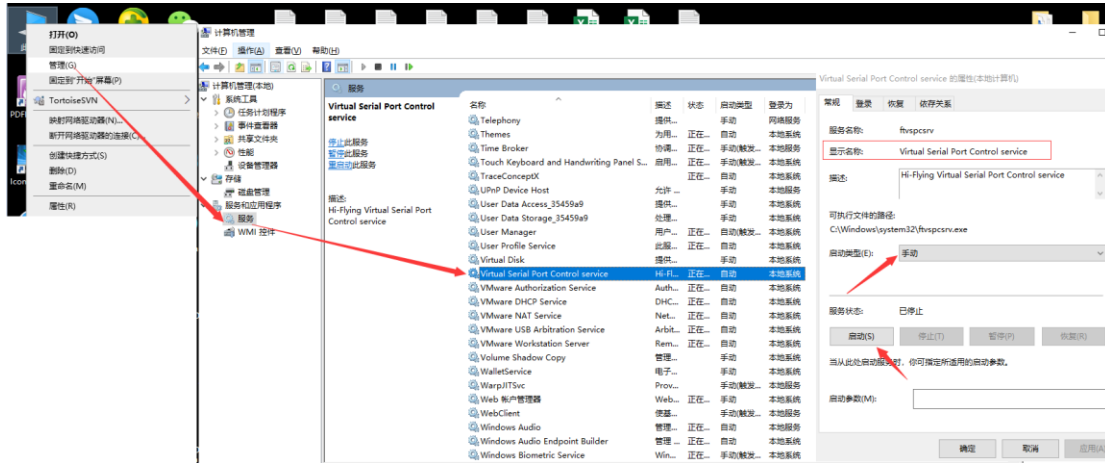 打开(O)
固定到快速访问
管理(G)
固定到"开始"屏幕(P)
TortoiseSVN
映射网络驱动器(N)...
断开网络驱动器的连接(C)...
创建快捷方式(S)
删除(D)
重命名(M)
属性(R)
PDF
Icon
计算机管理
文件(F) 操作(A) 查看(V) 帮助(H)
计算机管理(本地)
系统工具
任务计划程序
事件查看器
共享文件夹
性能
设备管理器
存储
磁盘管理
服务和应用程序
服务
WMI 控件
服务
Virtual Serial Port Control service
停止此服务
暂停此服务
重启动此服务
描述:
Hi-Flying Virtual Serial Port Control service
名称 描述 状态 启动类型 登录为
Telephony 提供... 手动 网络服务
Themes 为用... 正在... 自动 本地系统
Time Broker 协调... 正在... 手动(触发... 本地服务
Touch Keyboard and Handwriting Panel S... 启用... 正在... 手动(触发... 本地系统
TraceConceptX 正在... 自动 本地系统
UPnP Device Host 允许 ... 手动 本地服务
User Data Access_35459a9 提供... 手动 本地系统
User Data Storage_35459a9 处理... 手动 本地系统
User Manager 用户... 正在... 自动(触发... 本地系统
User Profile Service 此服... 正在... 自动 本地系统
Virtual Disk 提供... 手动 本地系统
Virtual Serial Port Control service Hi-Fl... 正在... 自动 本地系统
VMware Authorization Service Auth... 正在... 自动 本地系统
VMware DHCP Service DHC... 正在... 自动 本地系统
VMware NAT Service Net... 正在... 自动 本地系统
VMware USB Arbitration Service Arbit... 正在... 自动 本地系统
VMware Workstation Server Rem... 正在... 自动 本地系统
Volume Shadow Copy 管理... 手动 本地系统
WalletService 电子... 手动 本地系统
WarpJITSvc Prov... 手动(触发... 本地服务
Web 帐户管理器 Web... 正在... 手动 本地系统
WebClient 使基... 手动(触发... 本地服务
Windows Audio 管理... 正在... 自动 本地服务
Windows Audio Endpoint Builder 管理 ... 正在... 自动 本地系统
Windows Biometric Service Win... 正在... 手动(触发... 本地系统
Virtual Serial Port Control service 的属性(本地计算机)
常规 登录 恢复 依存关系
服务名称: ftvspcsrv
显示名称: Virtual Serial Port Control service
描述: Hi-Flying Virtual Serial Port Control service
可执行文件的路径:
C:\Windows\system32\ftvspcsrv.exe
启动类型(E): 手动
服务状态: 已停止
启动(S) 停止(T) 暂停(P) 恢复(R)
当从此处启动服务时，你可指定所适用的启动参数。
启动参数(M):
确定 取消 应用(A)